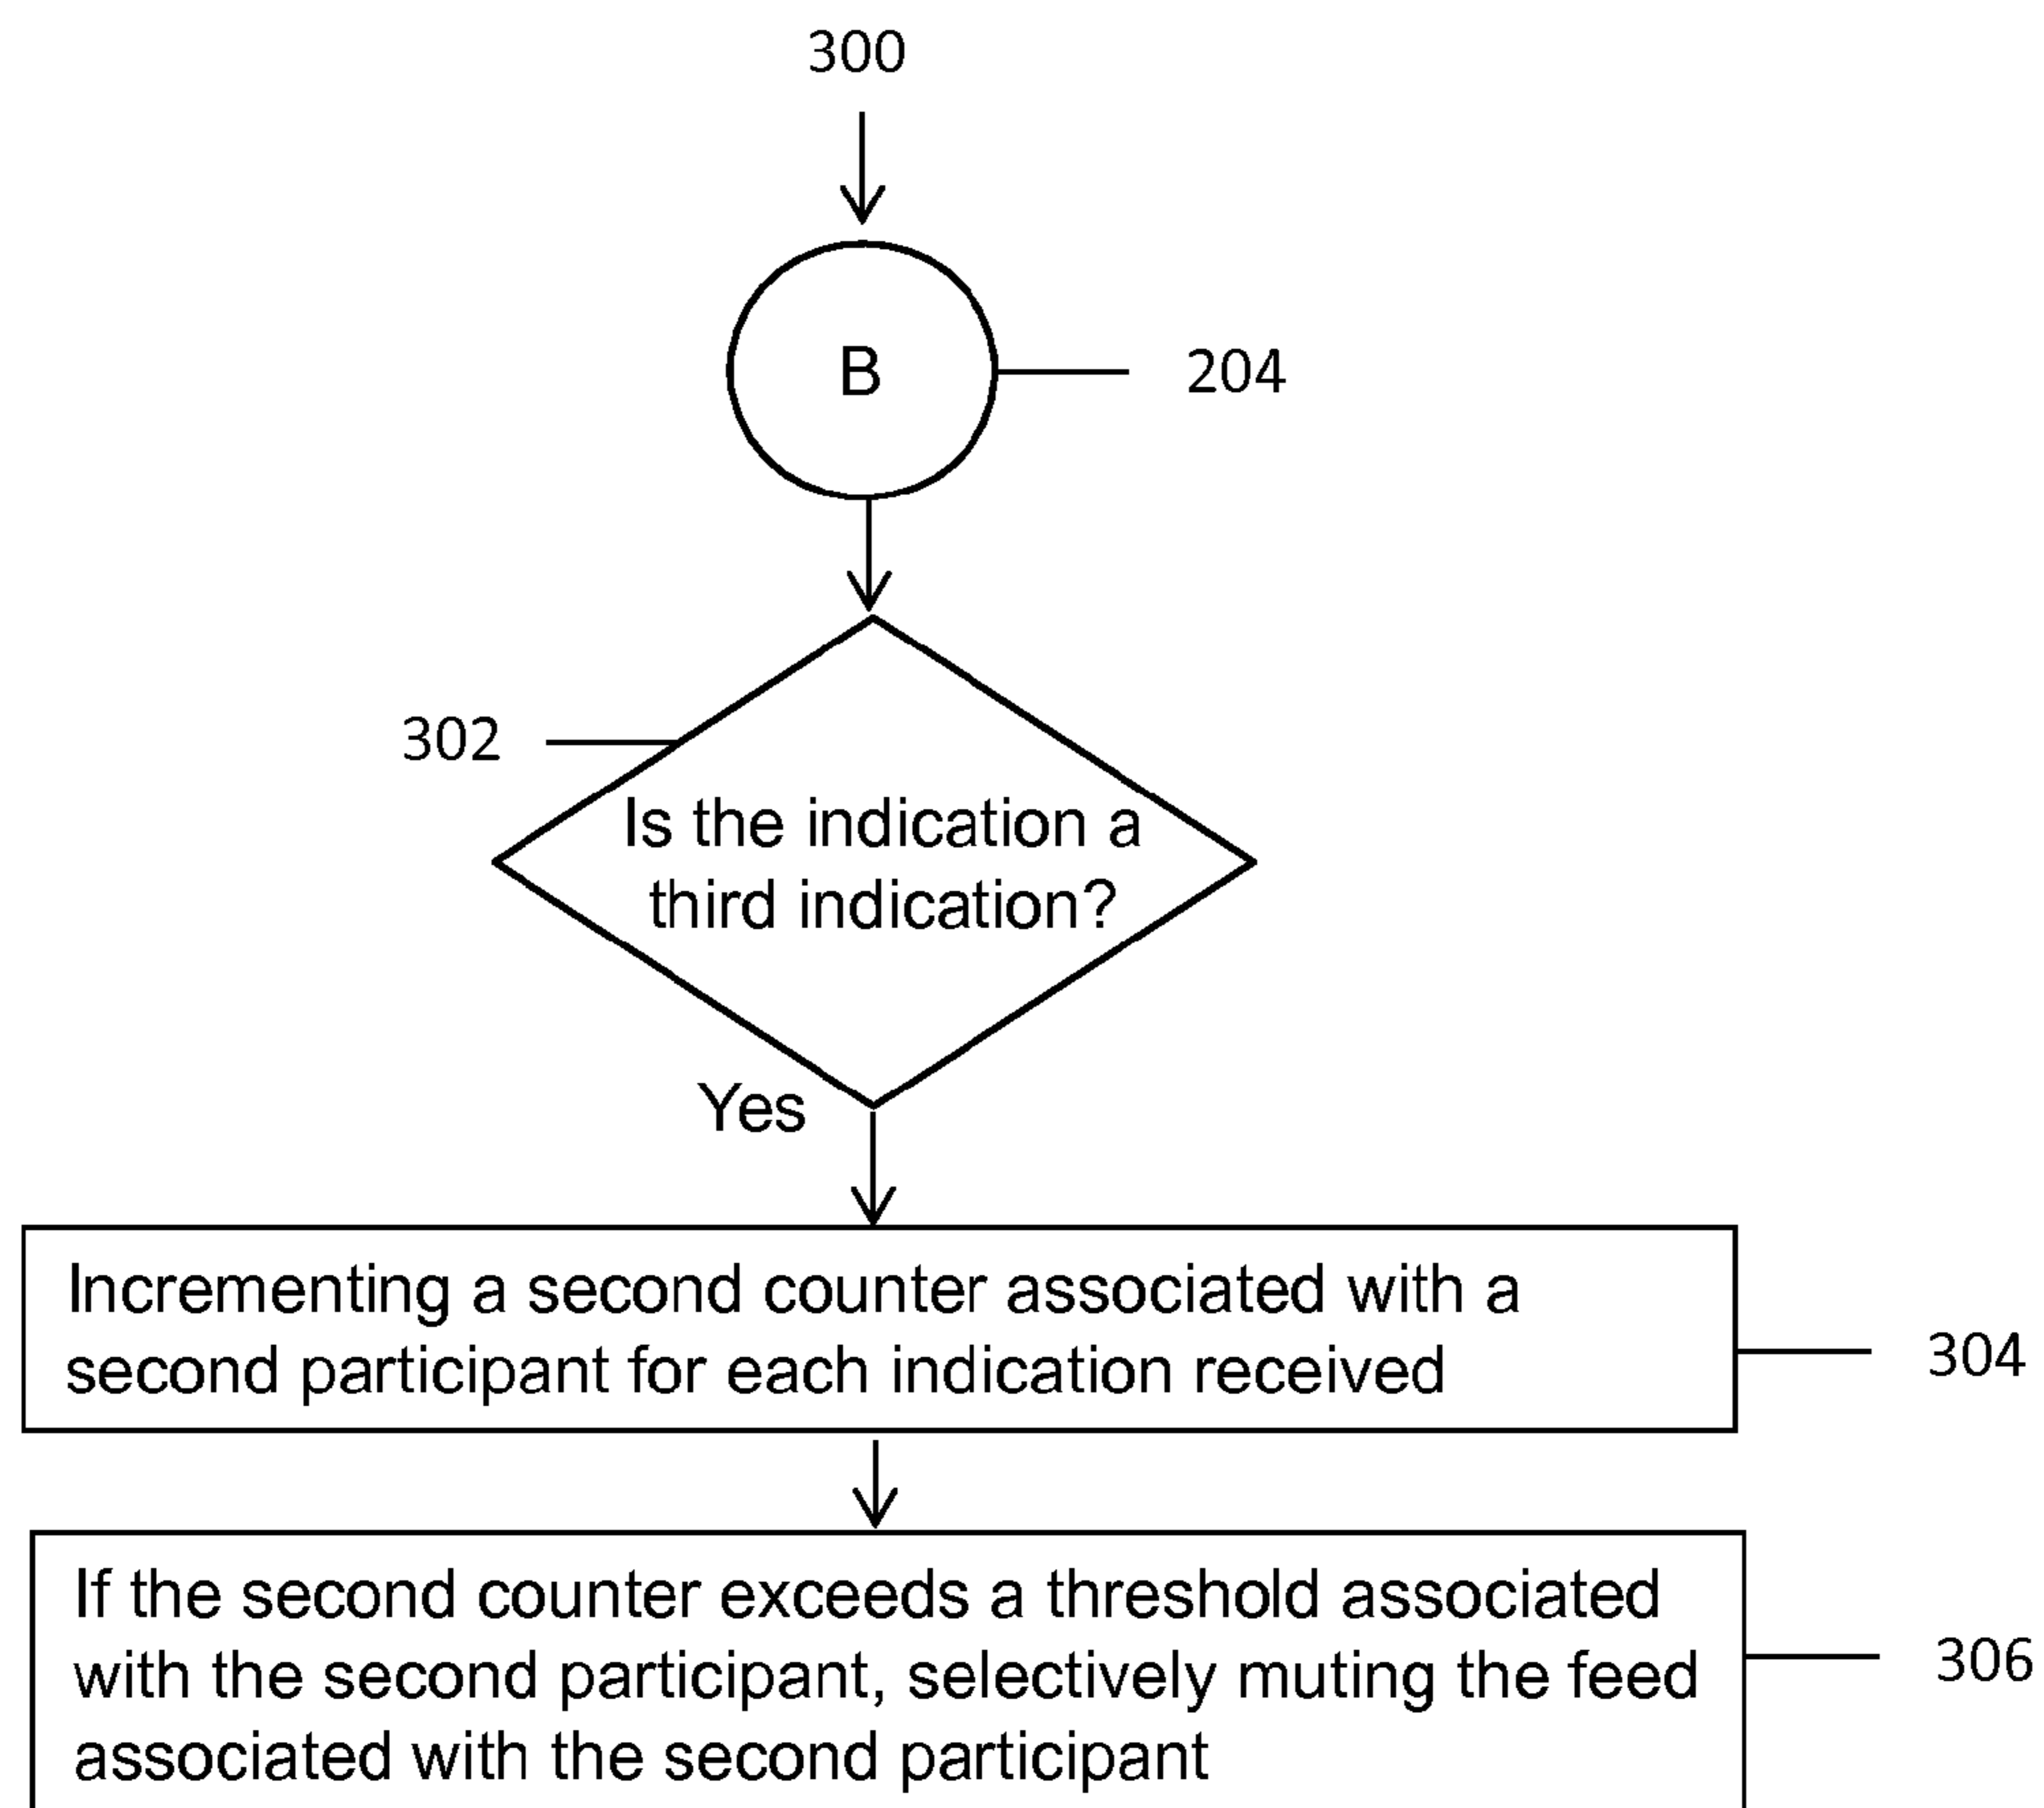 300
B
204
302
Is the indication a
third indication?
Yes
Incrementing a second counter associated with a
second participant for each indication received
304
If the second counter exceeds a threshold associated
with the second participant, selectively muting the feed
associated with the second participant
306